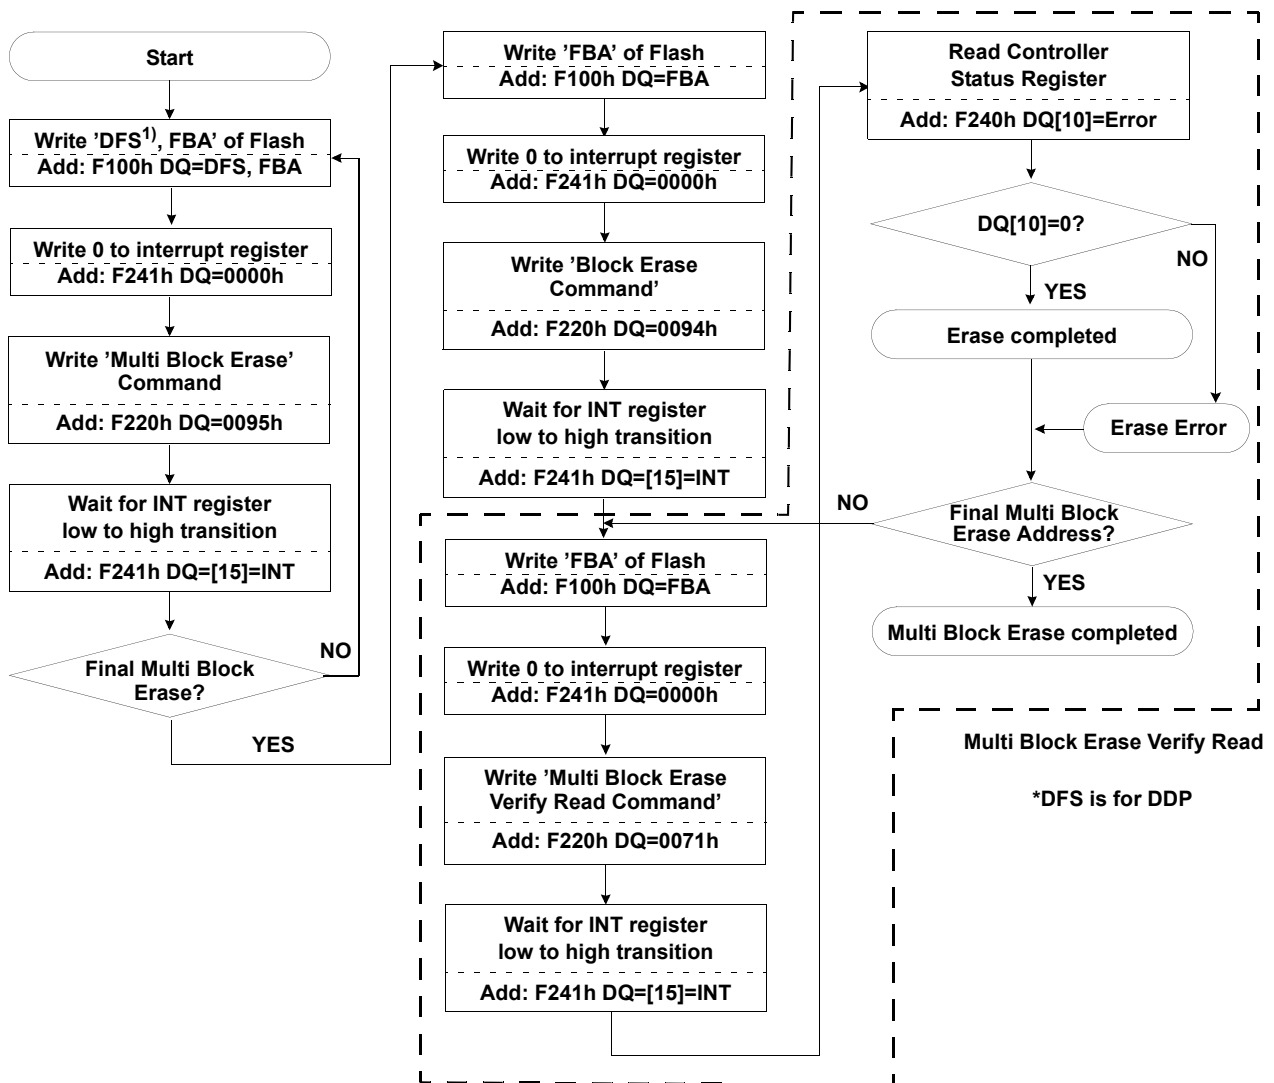 Start
Write ’DFS1), FBA’ of Flash
Add: F100h DQ=DFS, FBA
Write 0 to interrupt register
Add: F241h DQ=0000h
Write ’Multi Block Erase’
Command
Add: F220h DQ=0095h
Wait for INT register
low to high transition
Add: F241h DQ=[15]=INT
Final Multi Block
Erase?
NO
YES
Write ’FBA’ of Flash
Add: F100h DQ=FBA
Write 0 to interrupt register
Add: F241h DQ=0000h
Write ’Block Erase
Command’
Add: F220h DQ=0094h
Wait for INT register
low to high transition
Add: F241h DQ=[15]=INT
Write ’FBA’ of Flash
Add: F100h DQ=FBA
Write 0 to interrupt register
Add: F241h DQ=0000h
Write ’Multi Block Erase
Verify Read Command’
Add: F220h DQ=0071h
Wait for INT register
low to high transition
Add: F241h DQ=[15]=INT
Read Controller
Status Register
Add: F240h DQ[10]=Error
DQ[10]=0?
NO
YES
Erase completed
Erase Error
NO
Final Multi Block
Erase Address?
YES
Multi Block Erase completed
Multi Block Erase Verify Read
*DFS is for DDP